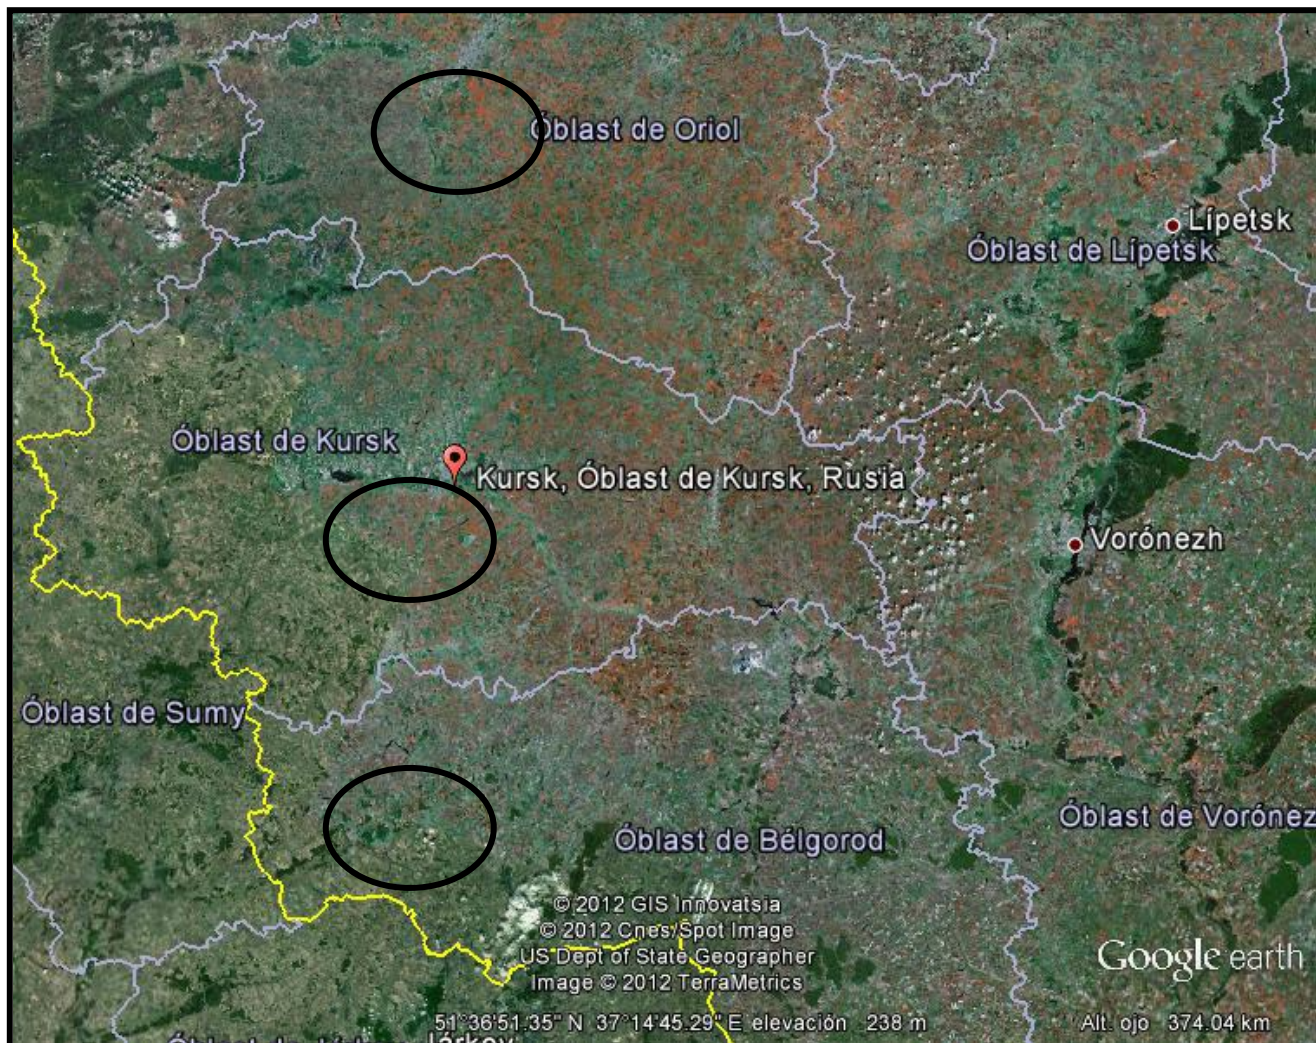 Óblast de Oriol
Lípetsk
Óblast de Lípetsk
Óblast de Kursk
Kursk, Óblast de Kursk, Rusia
Vorónezh
Óblast de Sumy
Óblast de Vorónez
Óblast de Bélgorod
© 2012 GIS Innovatsia
© 2012 Cnes/Spot Image
US Dept of State Geographer
Image © 2012 TerraMetrics
Google earth
51°36'51.35" N 37°14'45.29" E elevación 238 m
Alt. ojo 374.04 km